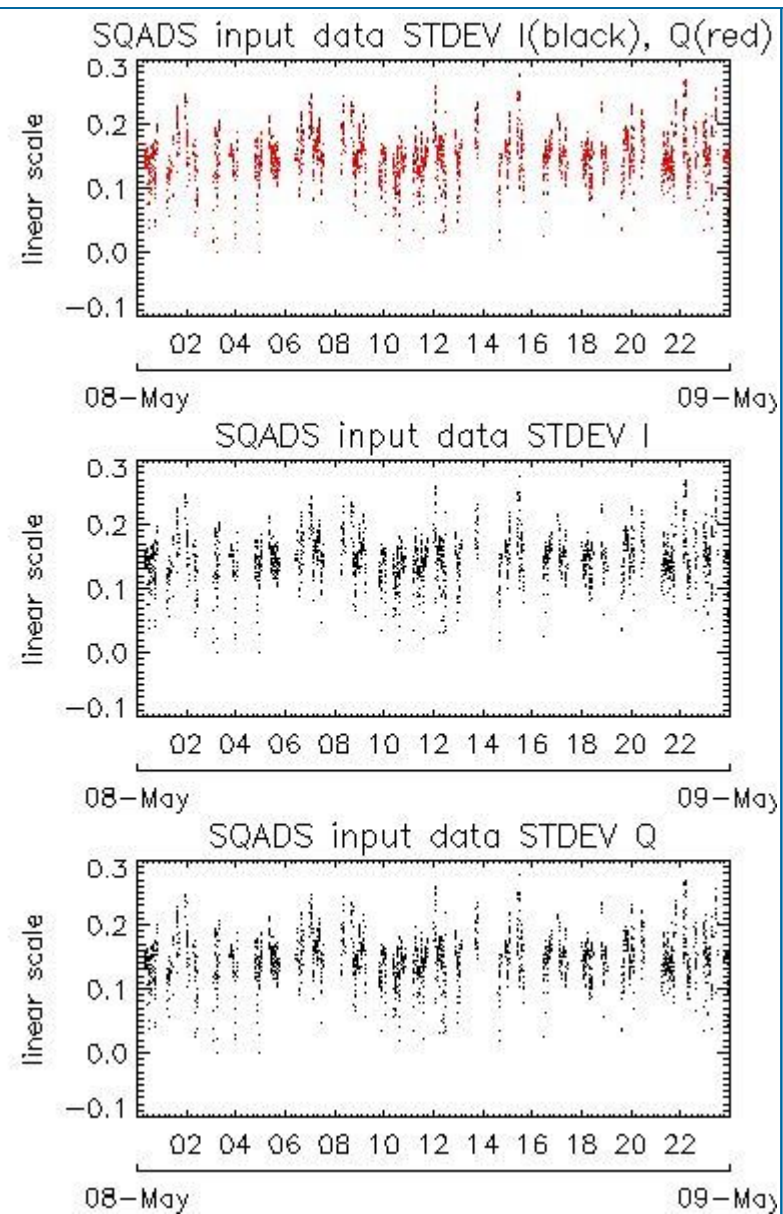 SQADS input data STDEV I(black), Q(red)
0.3
0.2
0.1
0.0
-0.1
linear scale
02 04 06 08 10 12 14 16 18 20 22
08-May 09-May
SQADS input data STDEV I
0.3
0.2
0.1
0.0
-0.1
linear scale
02 04 06 08 10 12 14 16 18 20 22
08-May 09-May
SQADS input data STDEV Q
0.3
0.2
0.1
0.0
-0.1
linear scale
02 04 06 08 10 12 14 16 18 20 22
08-May 09-May